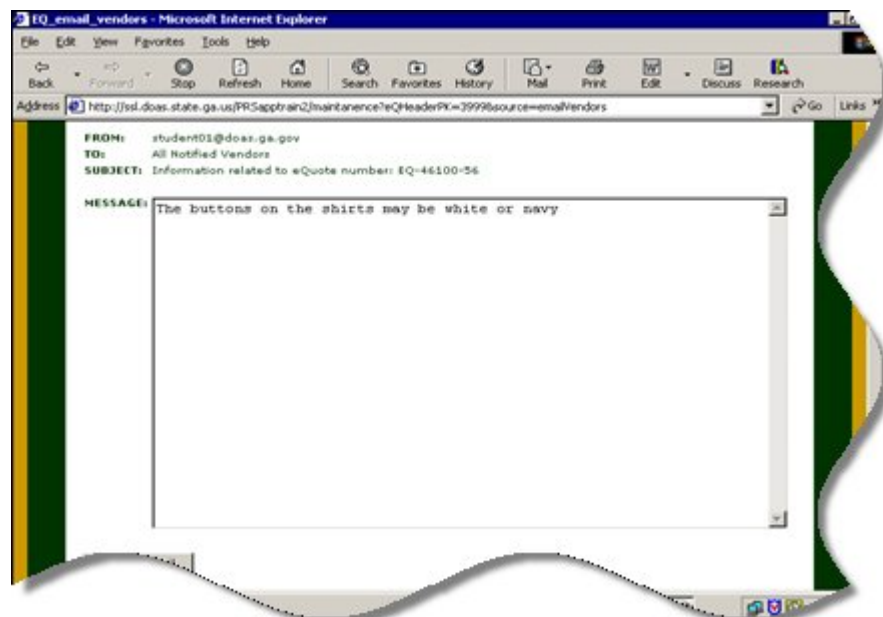 EQ_email_vendors - Microsoft Internet Explorer
File Edit View Favorites Tools Help
Back Forward Stop Refresh Home Search Favorites History Mail Print Edit Discuss Research
Address http://ssl.doas.state.ga.us/PRSapptrain2/maintanence?eQHeaderPK=3999&source=emailVendors Go Links
FROM: student01@doas.ga.gov
TO: All Notified Vendors
SUBJECT: Information related to eQuote number: EQ-46100-56
MESSAGE: The buttons on the shirts may be white or navy